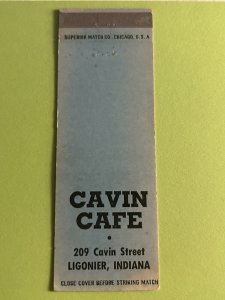 SUPERIOR MATCH CO. CHICAGO, U.S.A
CAVIN
CAFE
•
209 Cavin Street
LIGONIER, INDIANA
CLOSE COVER BEFORE STRIKING MATCH